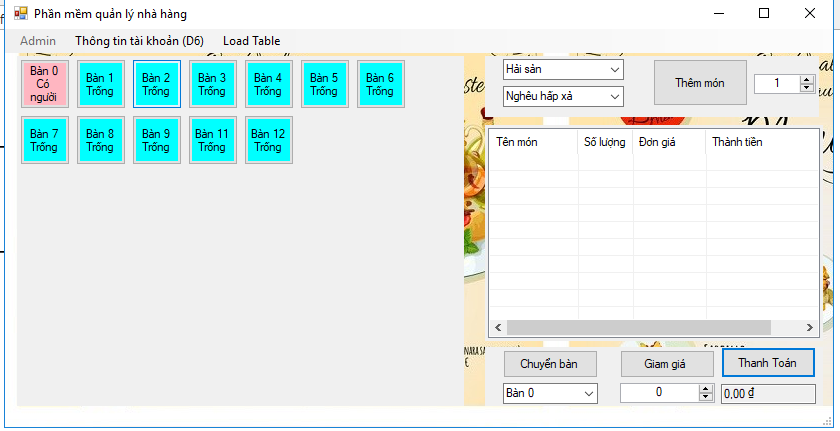 Phần mềm quản lý nhà hàng
Admin Thông tin tài khoản (D6) Load Table
Bàn 0 Có người
Bàn 1 Trống
Bàn 2 Trống
Bàn 3 Trống
Bàn 4 Trống
Bàn 5 Trống
Bàn 6 Trống
Bàn 7 Trống
Bàn 8 Trống
Bàn 9 Trống
Bàn 11 Trống
Bàn 12 Trống
Hải sản
Nghêu hấp xả
Thêm món
1
Tên món Số lượng Đơn giá Thành tiền
Chuyển bàn Giam giá Thanh Toán
Bàn 0 0 0,00 ₫